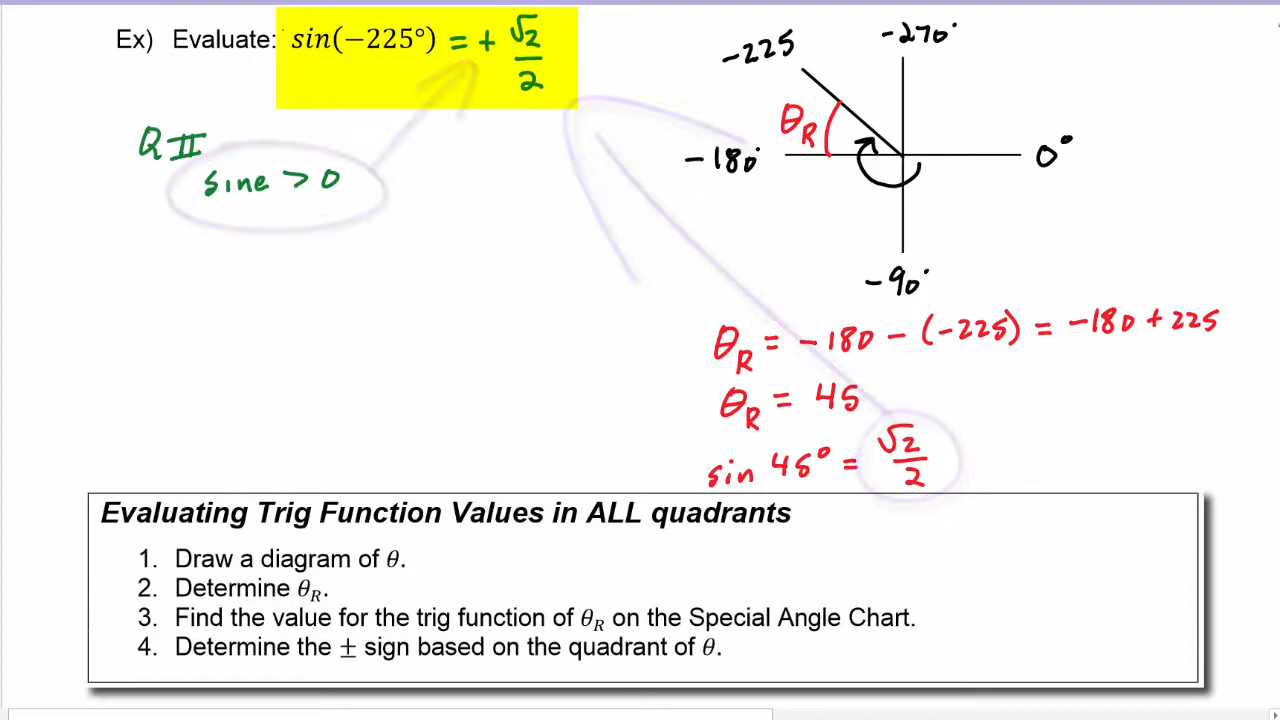 Ex) Evaluate: sin(−225°) = + √2/2
Q II
sine > 0
-225
-270°
θR
-180°
0°
-90°
θR = -180 - (-225) = -180 + 225
θR = 45
sin 45° = √2/2
Evaluating Trig Function Values in ALL quadrants
1. Draw a diagram of θ.
2. Determine θR.
3. Find the value for the trig function of θR on the Special Angle Chart.
4. Determine the ± sign based on the quadrant of θ.